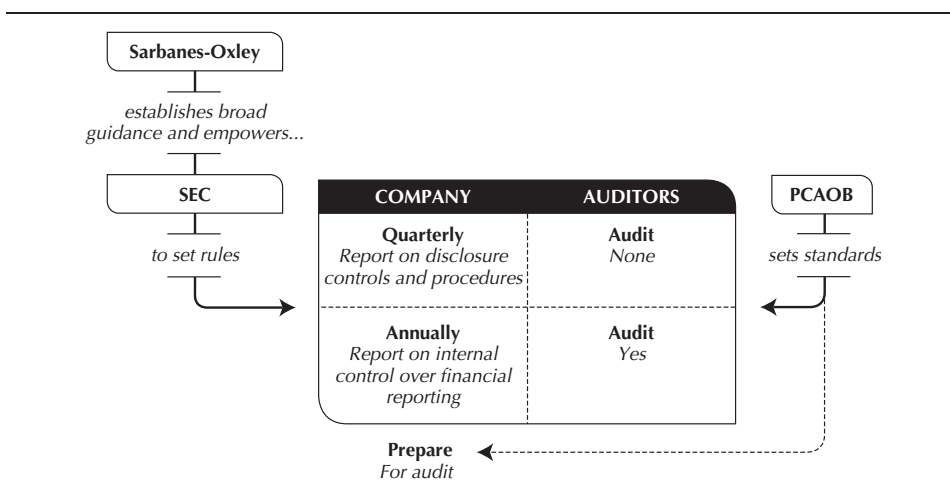 Sarbanes-Oxley
establishes broad
guidance and empowers...
SEC
to set rules
COMPANY
AUDITORS
Quarterly
Report on disclosure
controls and procedures
Audit
None
Annually
Report on internal
control over financial
reporting
Audit
Yes
PCAOB
sets standards
Prepare
For audit